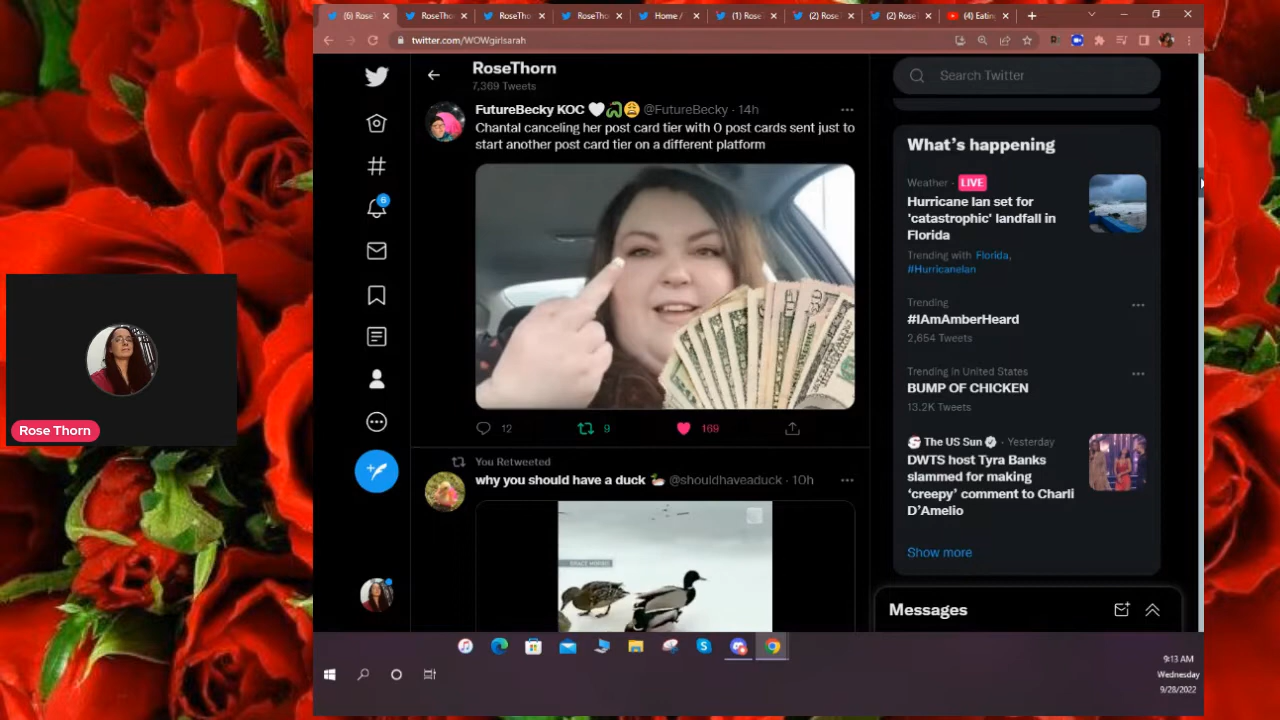 (6) RoseT
RoseTho
RoseTho
RoseTho
Home /
(1) Rose
(2) Rose
(2) Rose
(4) Eatin
twitter.com/WOWgirlsarah
RoseThorn
7,369 Tweets
FutureBecky KOC 🤍 @FutureBecky · 14h
Chantal canceling her post card tier with 0 post cards sent just to
start another post card tier on a different platform
12
9
169
You Retweeted
why you should have a duck 🦆 @shouldhaveaduck · 10h
6
Search Twitter
What's happening
Weather · LIVE
Hurricane Ian set for
'catastrophic' landfall in
Florida
Trending with Florida,
#HurricaneIan
Trending
#IAmAmberHeard
2,654 Tweets
Trending in United States
BUMP OF CHICKEN
13.2K Tweets
The US Sun · Yesterday
DWTS host Tyra Banks
slammed for making
'creepy' comment to Charli
D'Amelio
Show more
Messages
Rose Thorn
9:13 AM
Wednesday
9/28/2022